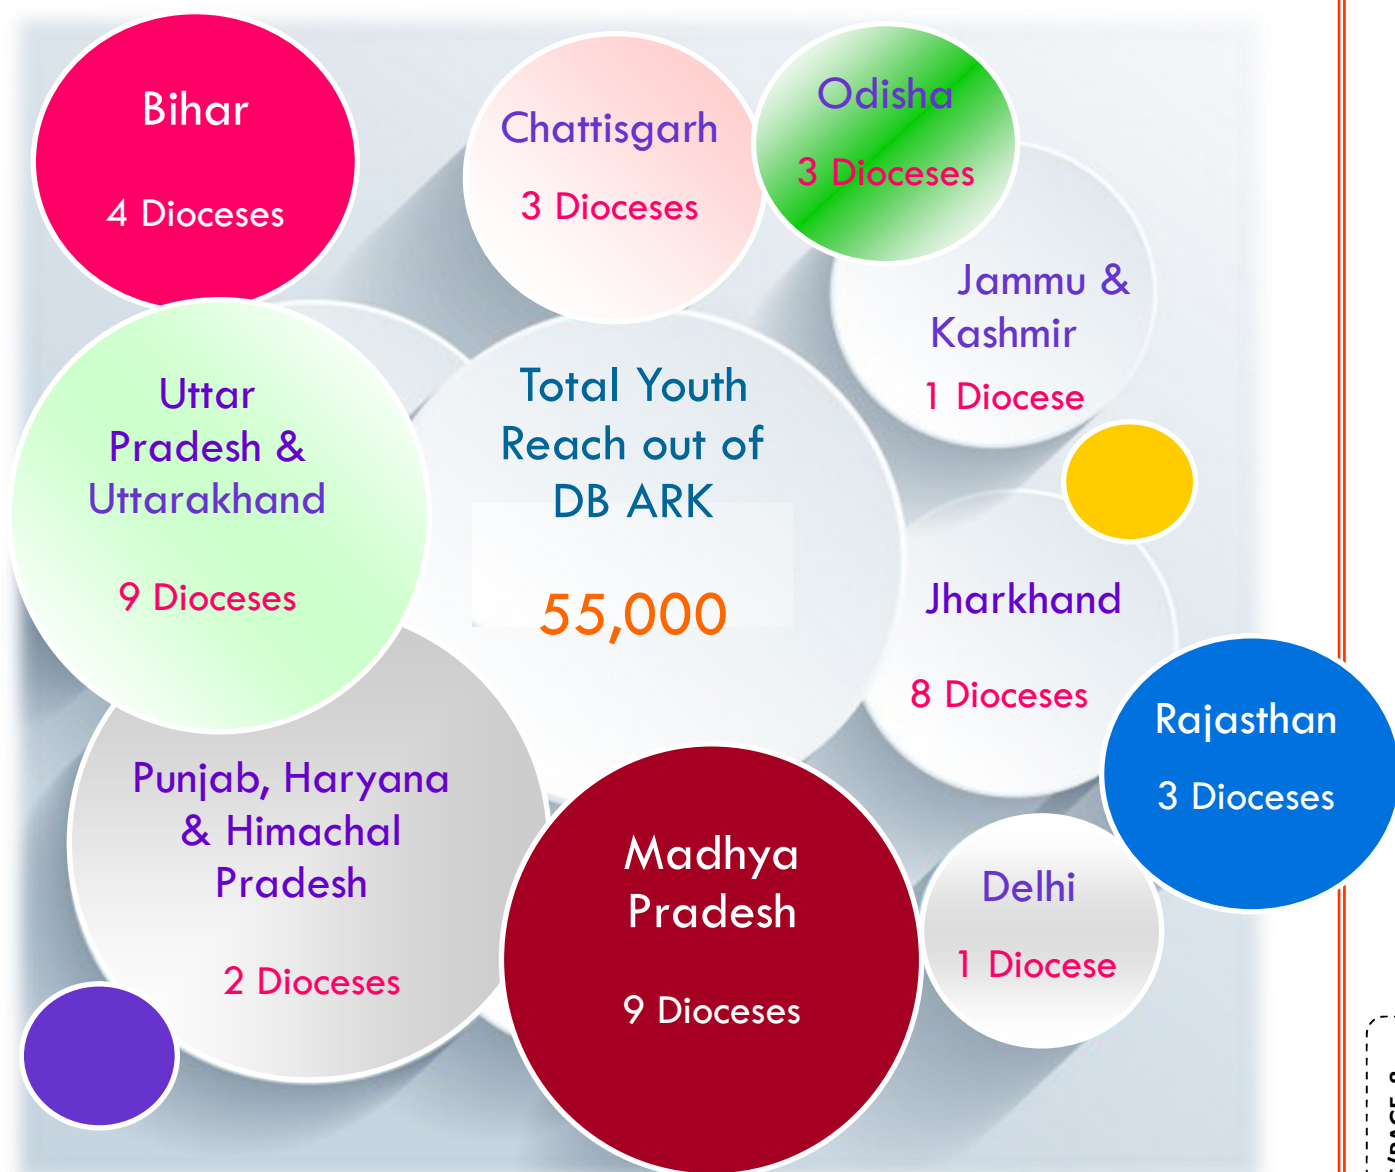 Bihar
4 Dioceses
Chattisgarh
3 Dioceses
Odisha
3 Dioceses
Jammu &
Kashmir
1 Diocese
Uttar
Pradesh &
Uttarakhand
9 Dioceses
Total Youth
Reach out of
DB ARK
55,000
Jharkhand
8 Dioceses
Rajasthan
3 Dioceses
Punjab, Haryana
& Himachal
Pradesh
2 Dioceses
Madhya
Pradesh
9 Dioceses
Delhi
1 Diocese